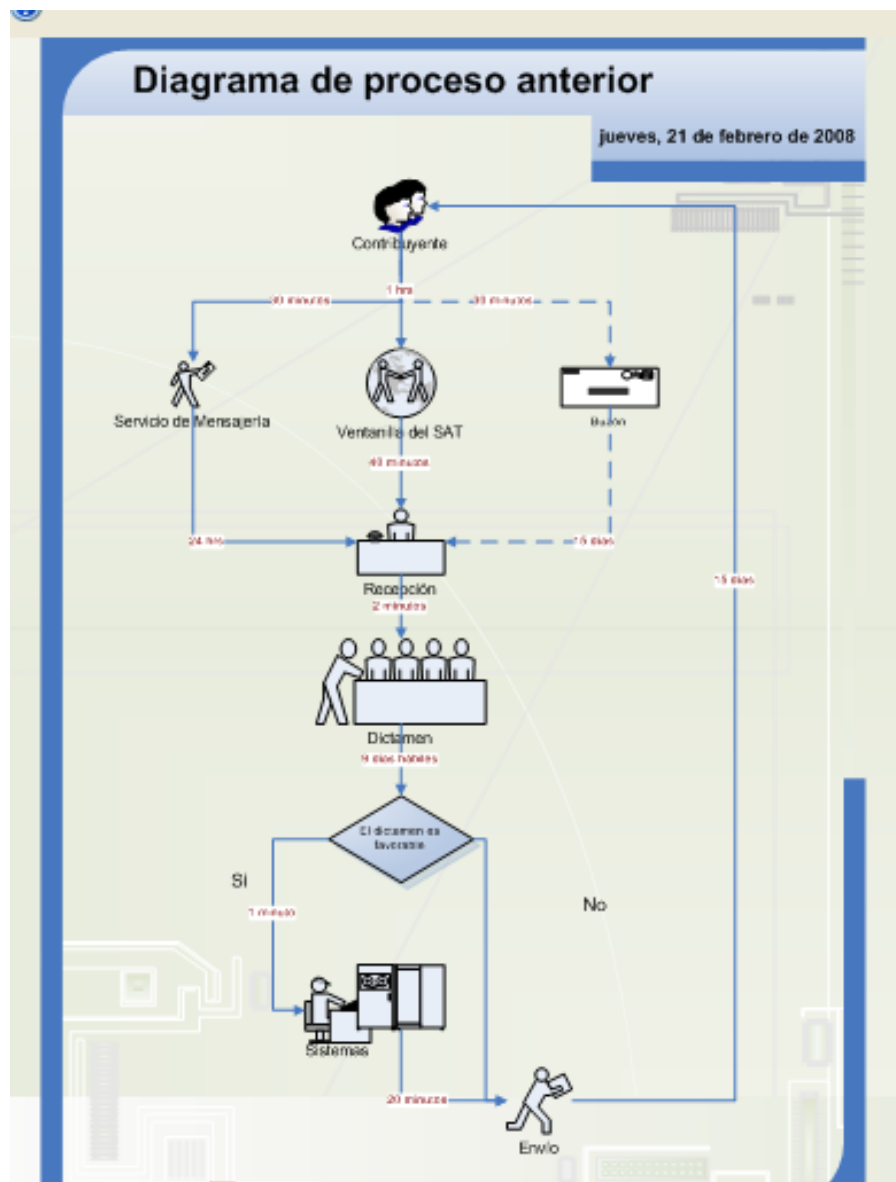 Diagrama de proceso anterior
jueves, 21 de febrero de 2008
Contribuyente
1 hrs
minutos
minutos
Servicio de Mensajería
Ventanilla del SAT
Buzón
40 minutos
24 hrs
15 días
Recepción
2 minutos
15 días
Dictamen
9 días hábiles
El dictamen es
favorable
Si
1 minuto
No
Sistemas
20 minutos
Envío